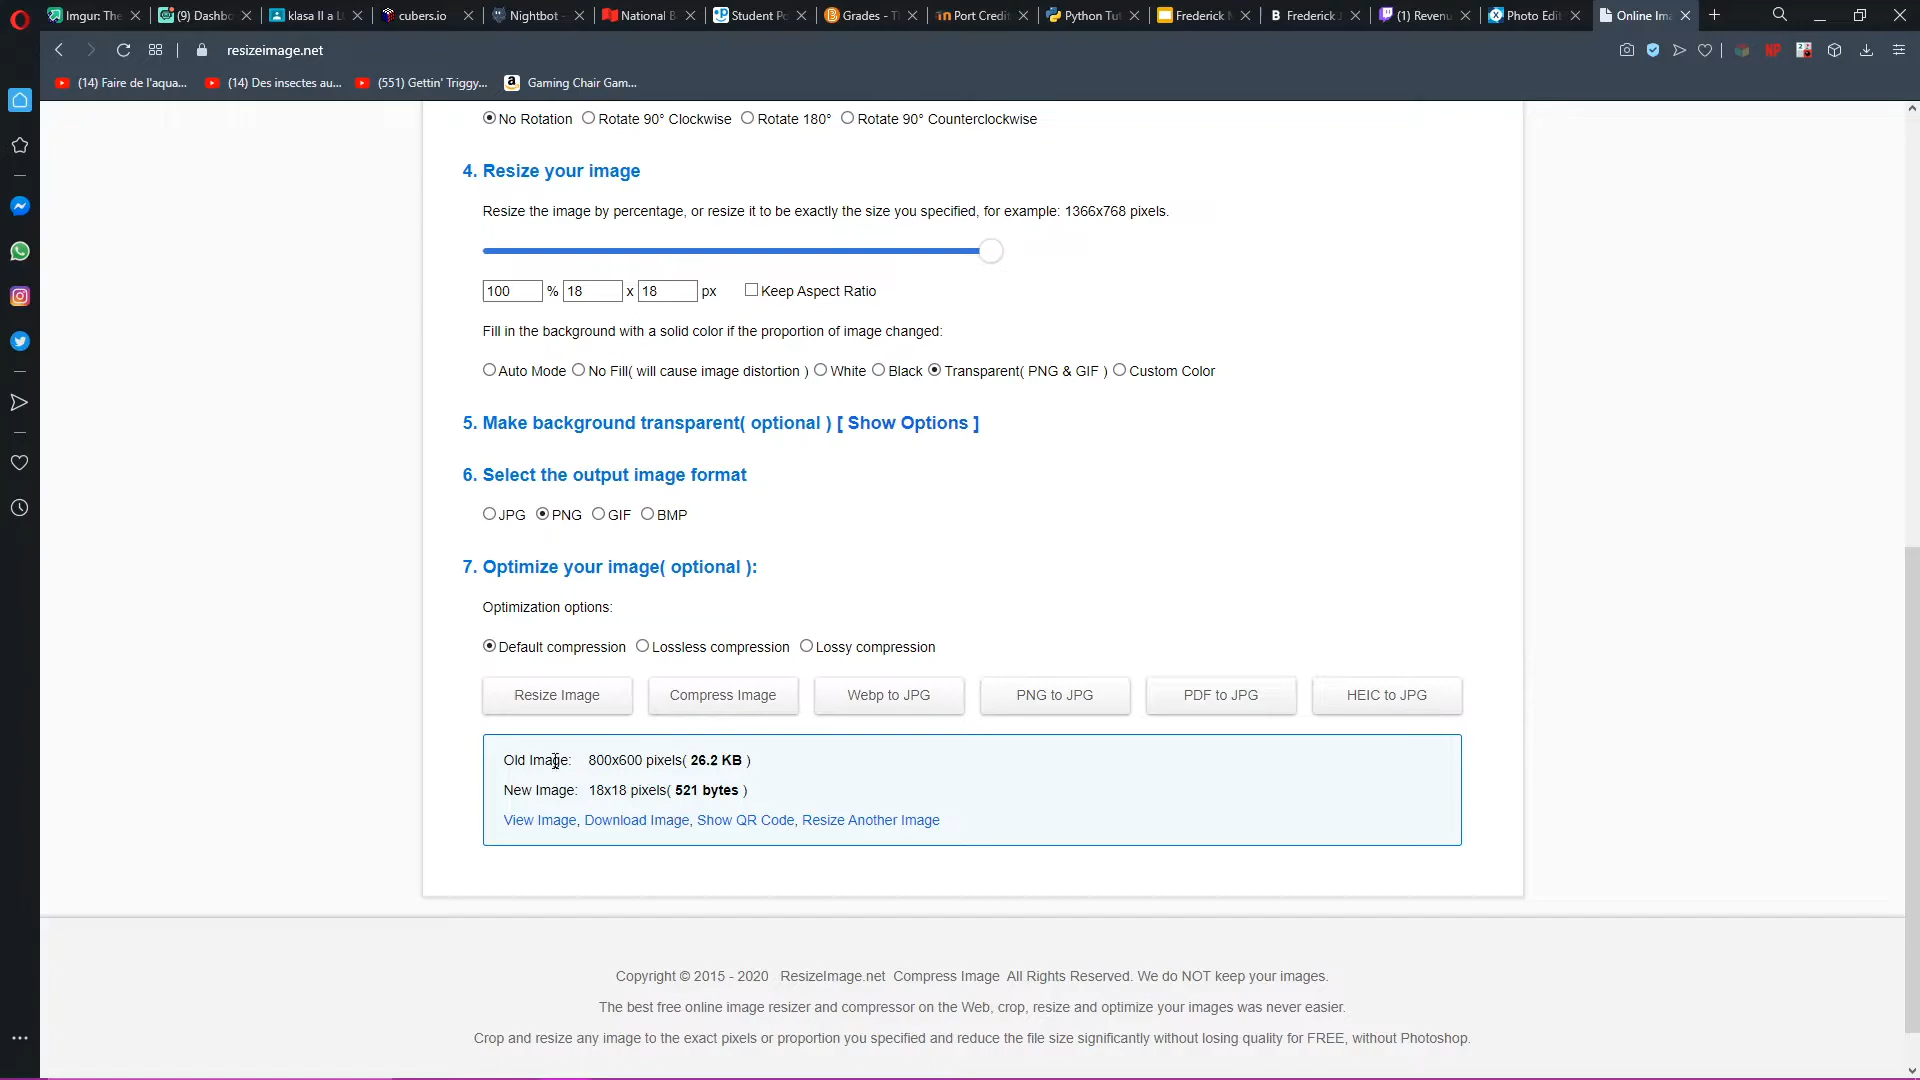 Imgur: The
(9) Dashbo
klasa II a L
cubers.io
Nightbot -
National B
Student Po
Grades - T
Port Credi
Python Tut
Frederick
Frederick
(1) Revenu
Photo Edit
Online Ima
resizeimage.net
(14) Faire de l'aqua...
(14) Des insectes au...
(551) Gettin' Triggy...
Gaming Chair Gam...
No Rotation Rotate 90° Clockwise Rotate 180° Rotate 90° Counterclockwise
4. Resize your image
Resize the image by percentage, or resize it to be exactly the size you specified, for example: 1366x768 pixels.
100 % 18 x 18 px Keep Aspect Ratio
Fill in the background with a solid color if the proportion of image changed:
Auto Mode No Fill( will cause image distortion ) White Black Transparent( PNG & GIF ) Custom Color
5. Make background transparent( optional ) [ Show Options ]
6. Select the output image format
JPG PNG GIF BMP
7. Optimize your image( optional ):
Optimization options:
Default compression Lossless compression Lossy compression
Resize Image Compress Image Webp to JPG PNG to JPG PDF to JPG HEIC to JPG
Old Image: 800x600 pixels( 26.2 KB )
New Image: 18x18 pixels( 521 bytes )
View Image, Download Image, Show QR Code, Resize Another Image
Copyright © 2015 - 2020 ResizeImage.net Compress Image All Rights Reserved. We do NOT keep your images.
The best free online image resizer and compressor on the Web, crop, resize and optimize your images was never easier.
Crop and resize any image to the exact pixels or proportion you specified and reduce the file size significantly without losing quality for FREE, without Photoshop.